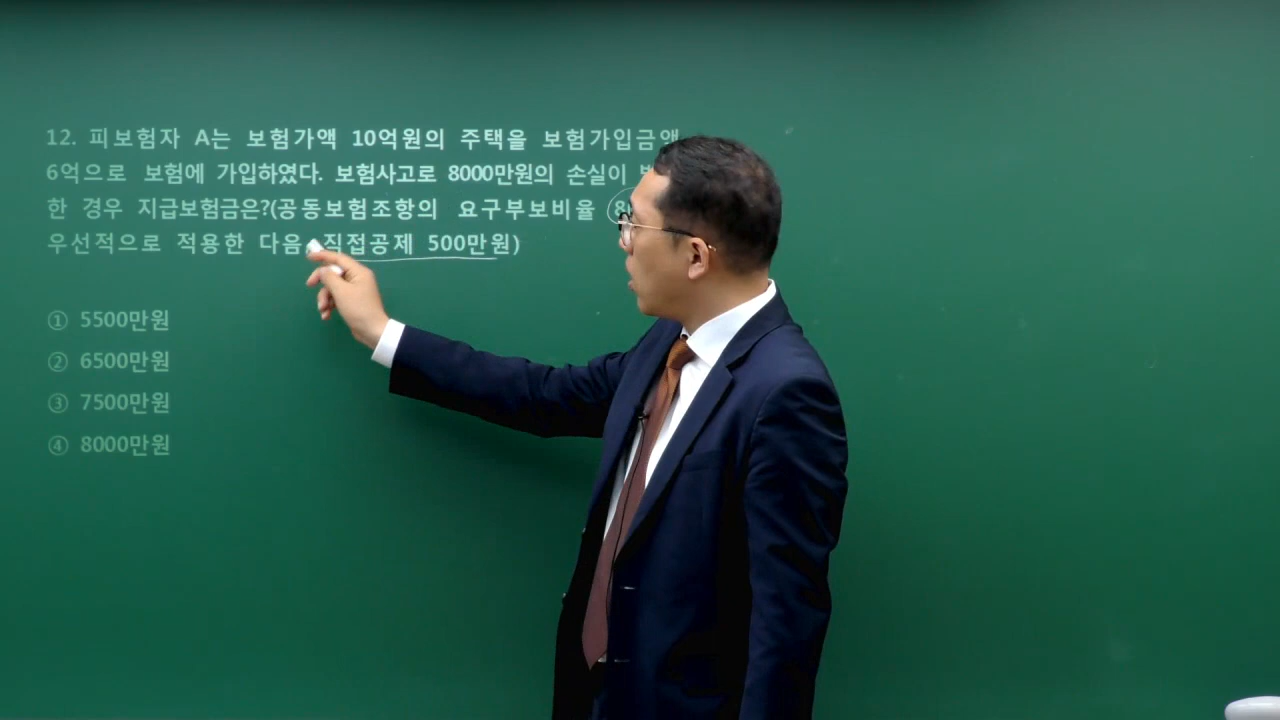 12. 피보험자 A는 보험가액 10억원의 주택을 보험가입금액
6억으로 보험에 가입하였다. 보험사고로 8000만원의 손실이
한 경우 지급보험금은?(공동보험조항의 요구부보비율
우선적으로 적용한 다음, 직접공제 500만원)
① 5500만원
② 6500만원
③ 7500만원
④ 8000만원